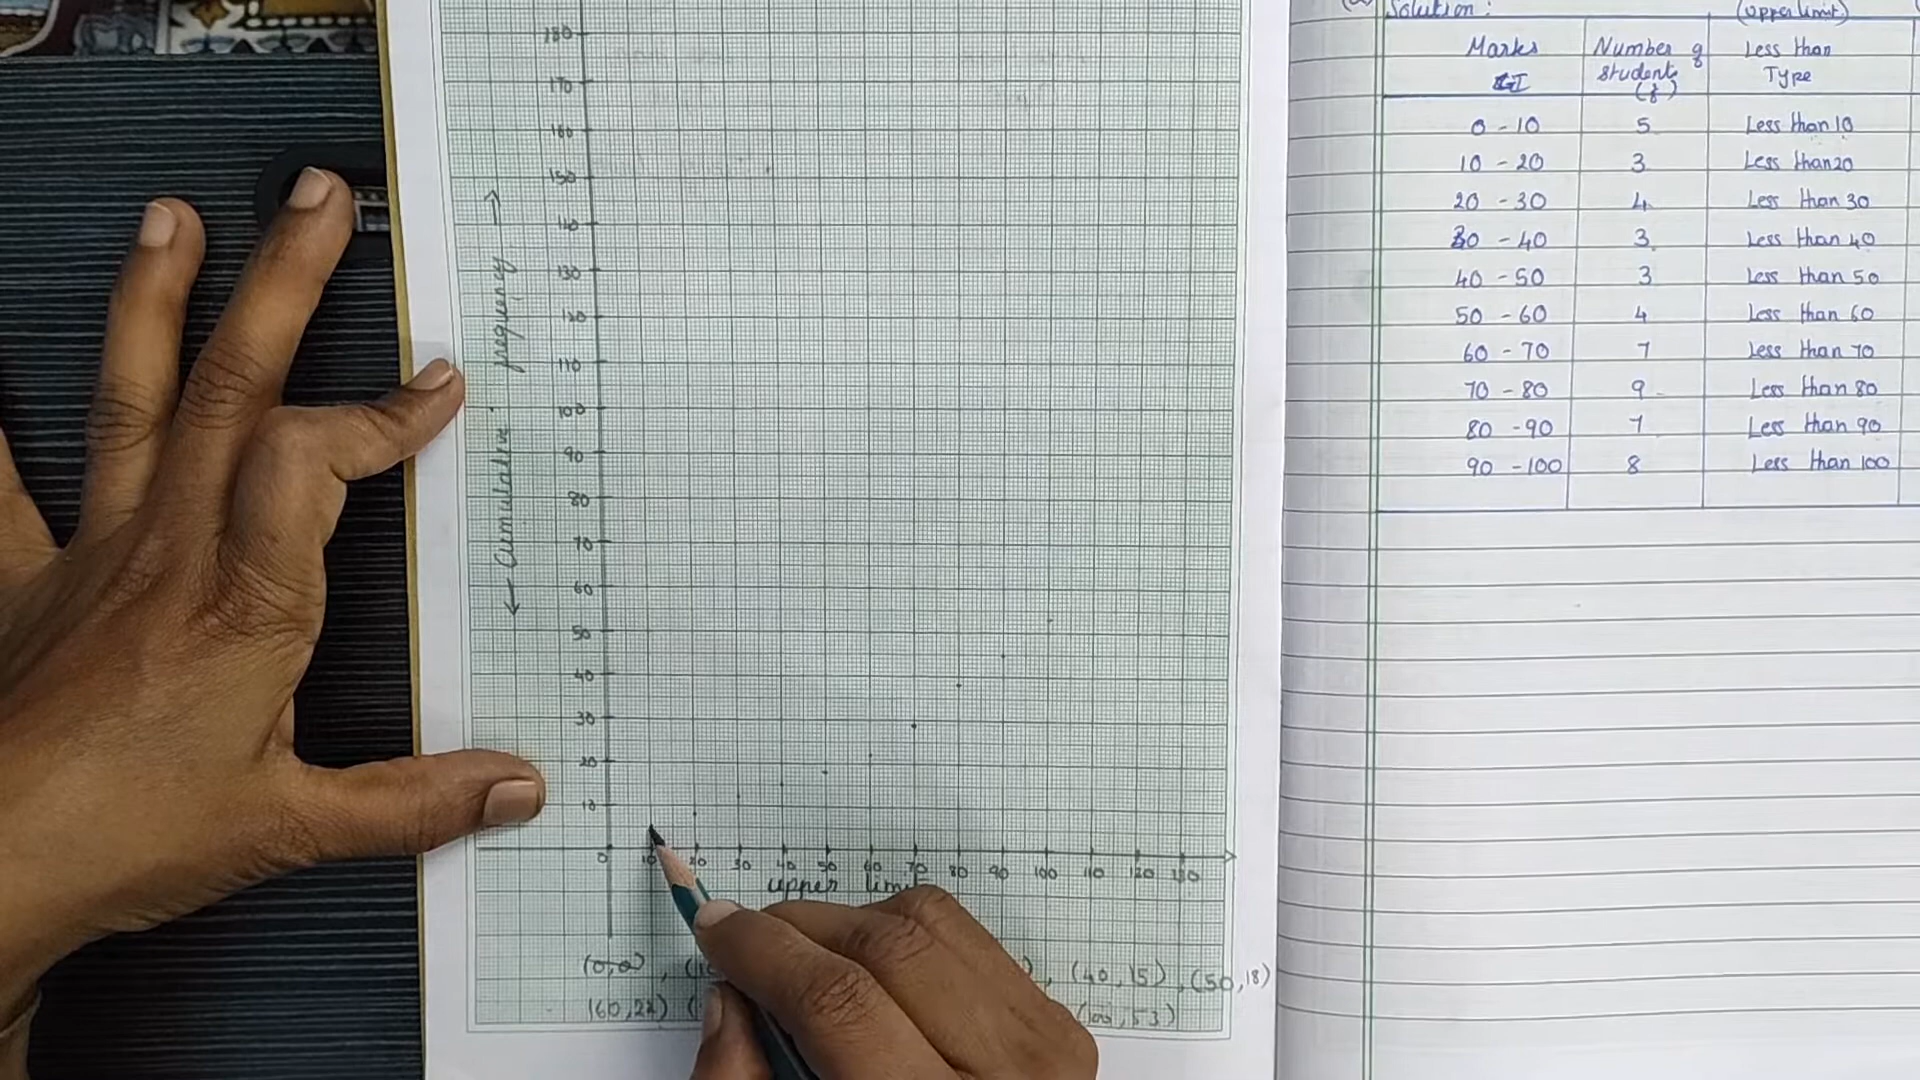 180
170
160
150
140
130
120
110
100
90
80
70
60
50
40
30
20
10
← Cumulative frequency →
0 10 20 30 40 50 60 70 80 90 100 110 120 130
upper limit
(0,0), (40,15), (50,18)
(60,22) (100,53)
Solution: (Upper limit)
Marks Number of Less than
CI student Type
(f)
0 - 10 5 Less than 10
10 - 20 3 Less than 20
20 - 30 4 Less than 30
30 - 40 3 Less than 40
40 - 50 3 Less than 50
50 - 60 4 Less than 60
60 - 70 7 Less than 70
70 - 80 9 Less than 80
80 - 90 7 Less than 90
90 - 100 8 Less than 100